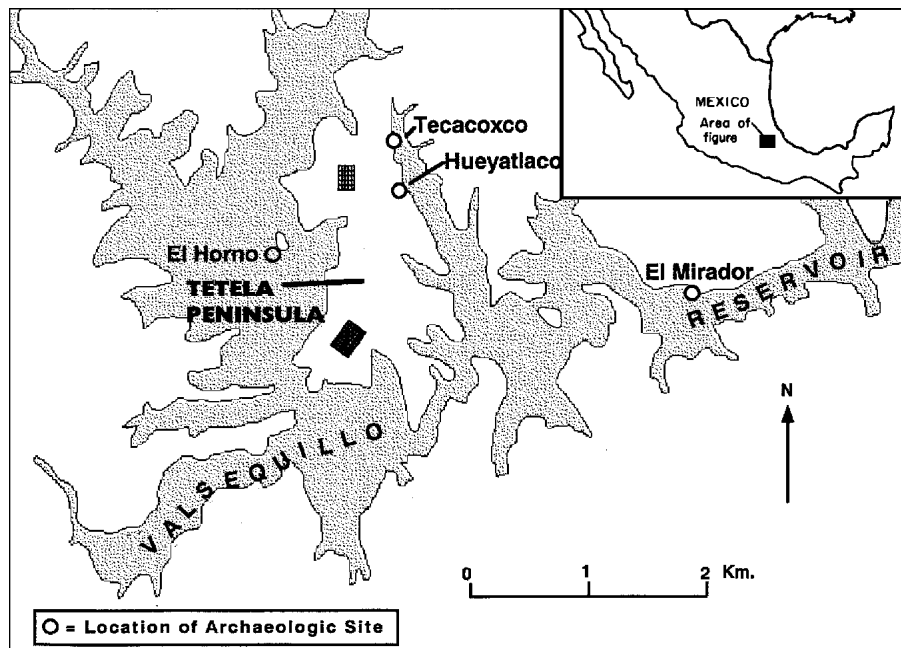 MEXICO
Area of
figure
Tecacoxco
Hueyatlaco
El Horno
TETELA
PENINSULA
El Mirador
RESERVOIR
VALSEQUILLO
N
0 1 2 Km.
O = Location of Archaeologic Site